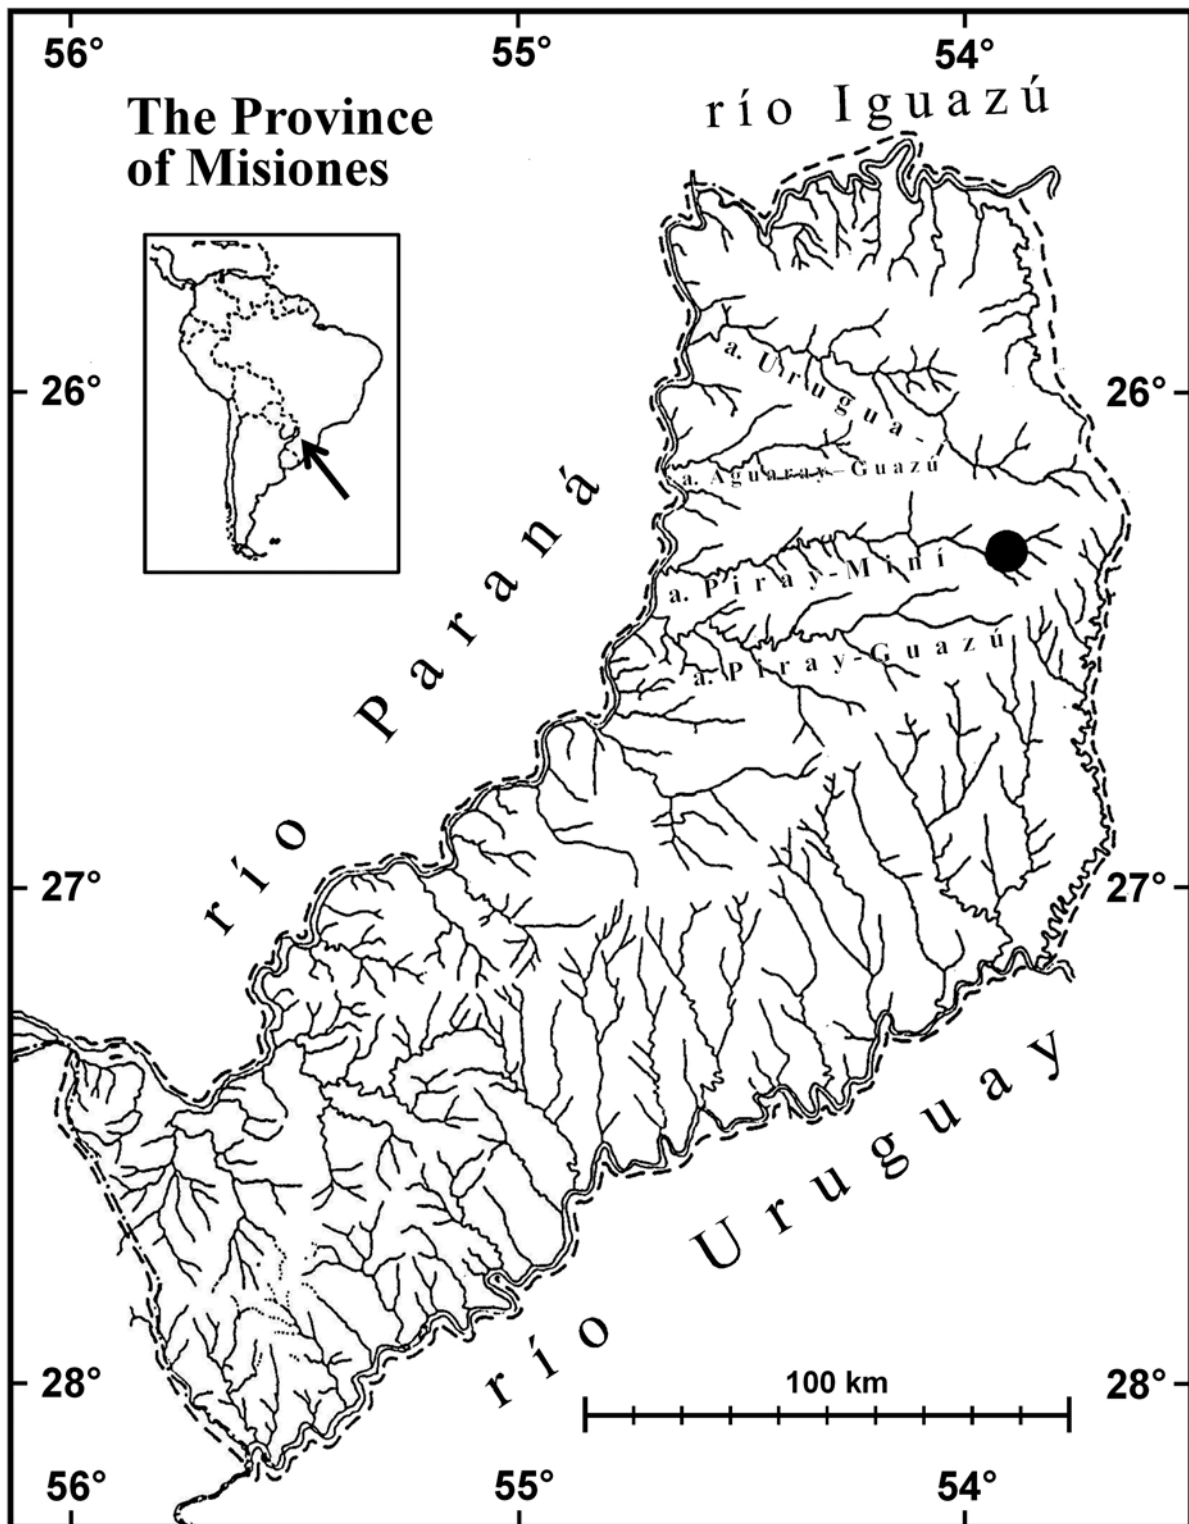 56° 55° 54°
The Province
of Misiones
río Iguazú
26° 26°
a. Urugua-í
a. Aguaray-Guazú
a. Piray-Miní
a. Piray-Guazú
río Paraná
27° 27°
río Uruguay
100 km
28° 28°
56° 55° 54°